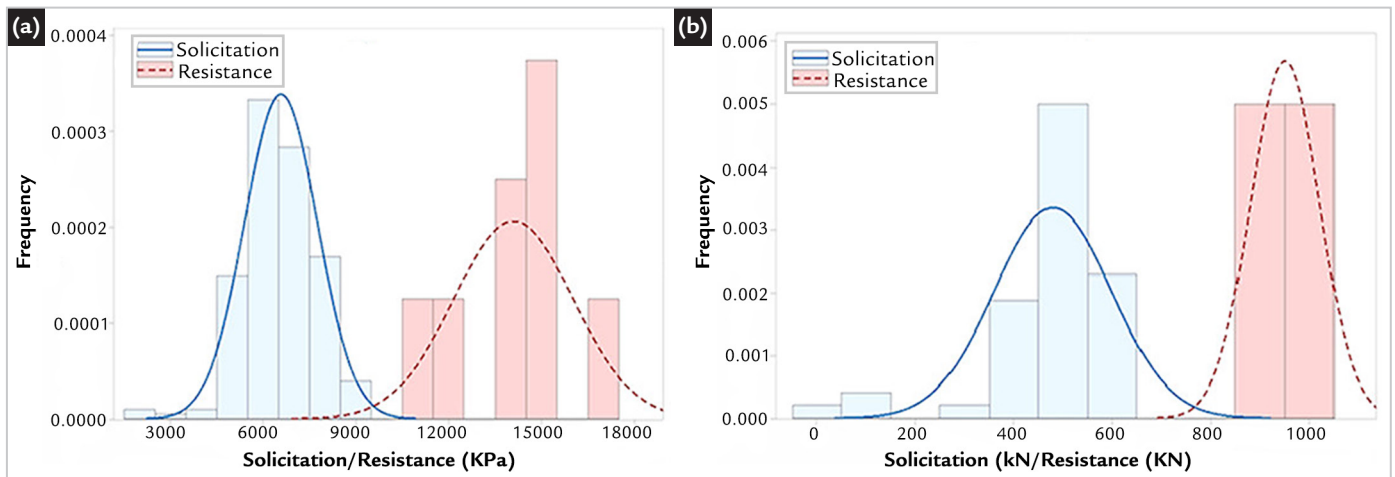 (a)
0.0004
0.0003
0.0002
0.0001
0.0000
Frequency
Solicitation
Resistance
3000 6000 9000 12000 15000 18000
Solicitation/Resistance (KPa)
(b)
0.006
0.005
0.004
0.003
0.002
0.001
0.000
Frequency
Solicitation
Resistance
0 200 400 600 800 1000
Solicitation (kN/Resistance (KN)